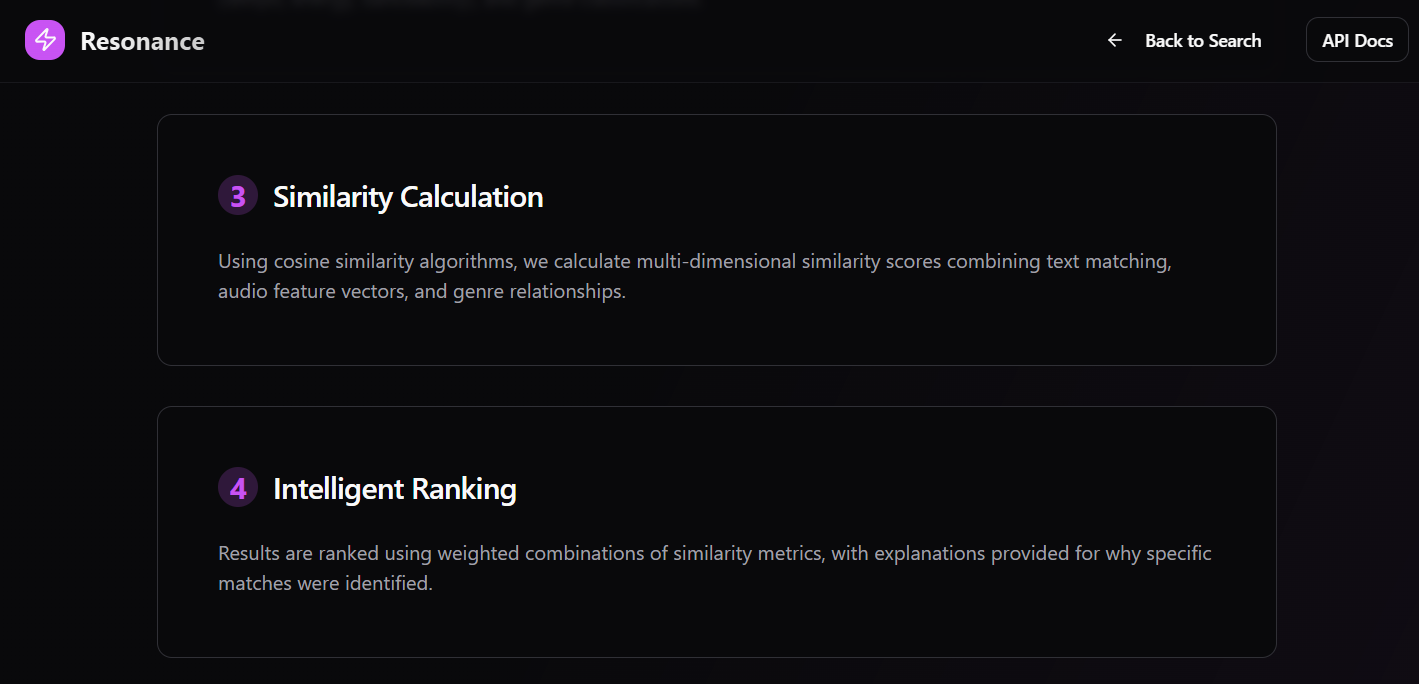 Resonance
Back to Search
API Docs
3 Similarity Calculation
Using cosine similarity algorithms, we calculate multi-dimensional similarity scores combining text matching,
audio feature vectors, and genre relationships.
4 Intelligent Ranking
Results are ranked using weighted combinations of similarity metrics, with explanations provided for why specific
matches were identified.